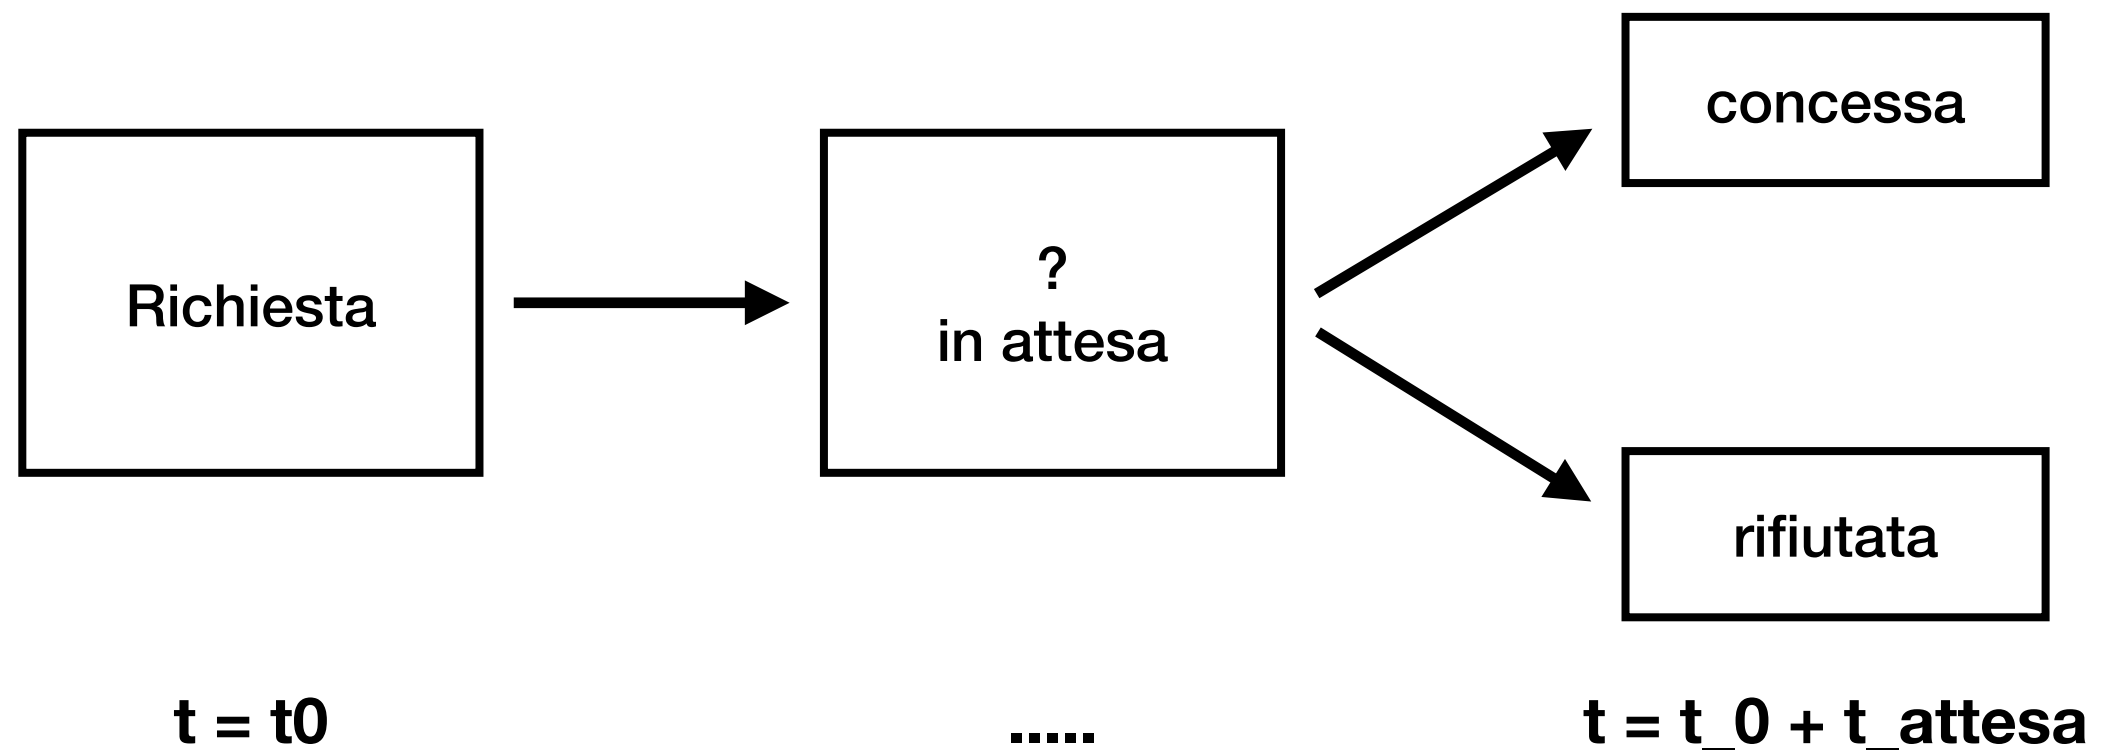 Richiesta
?
in attesa
concessa
rifiutata
t = t0
.....
t = t_0 + t_attesa